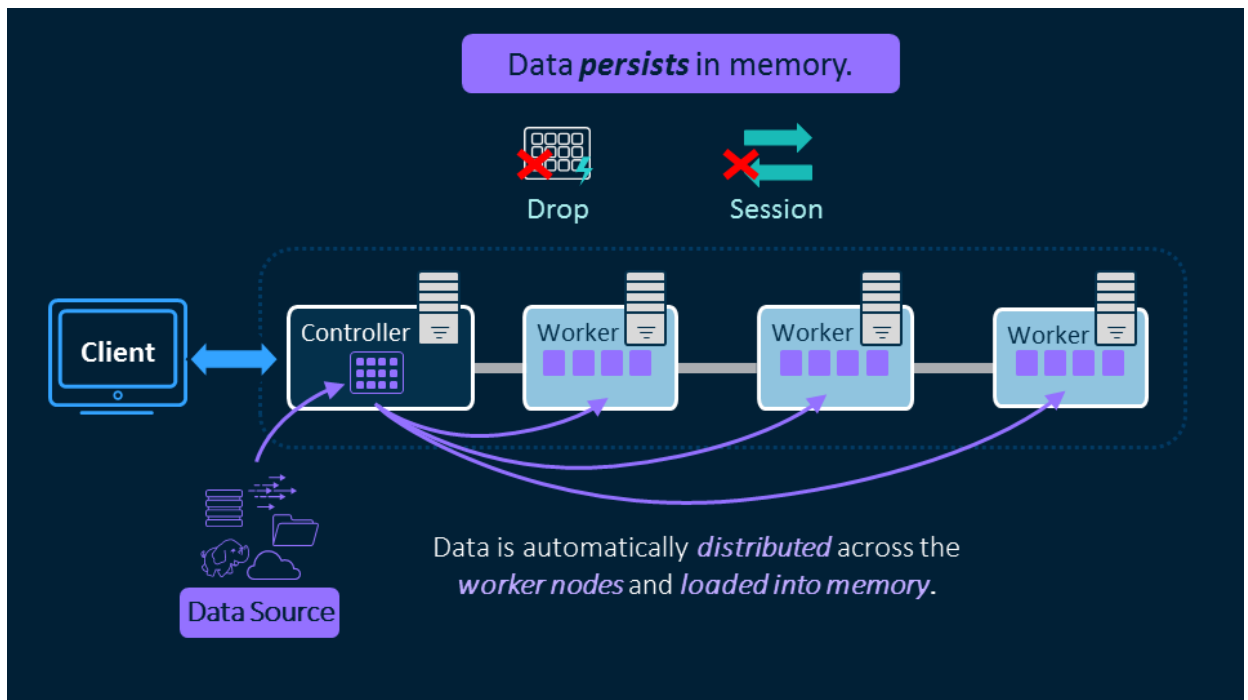 Data persists in memory.
Drop
Session
Client
Controller
Worker
Worker
Worker
Data is automatically distributed across the
worker nodes and loaded into memory.
Data Source